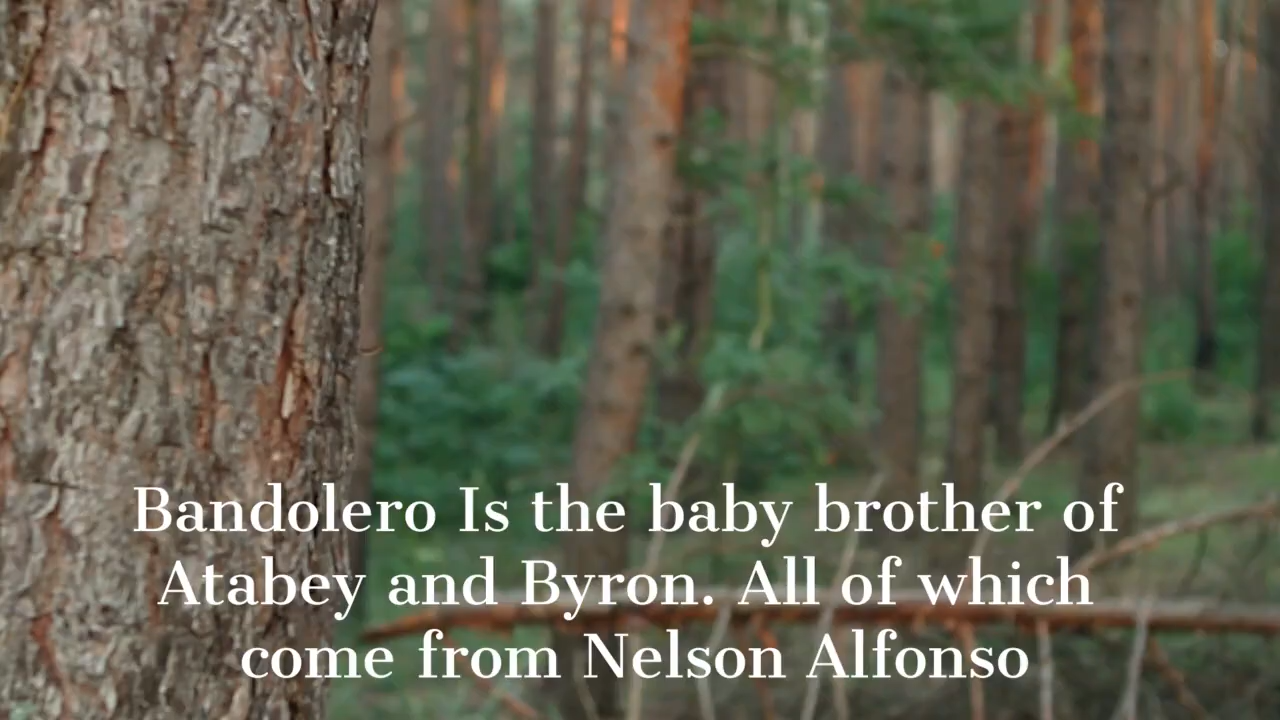 Bandolero Is the baby brother of
Atabey and Byron. All of which
come from Nelson Alfonso